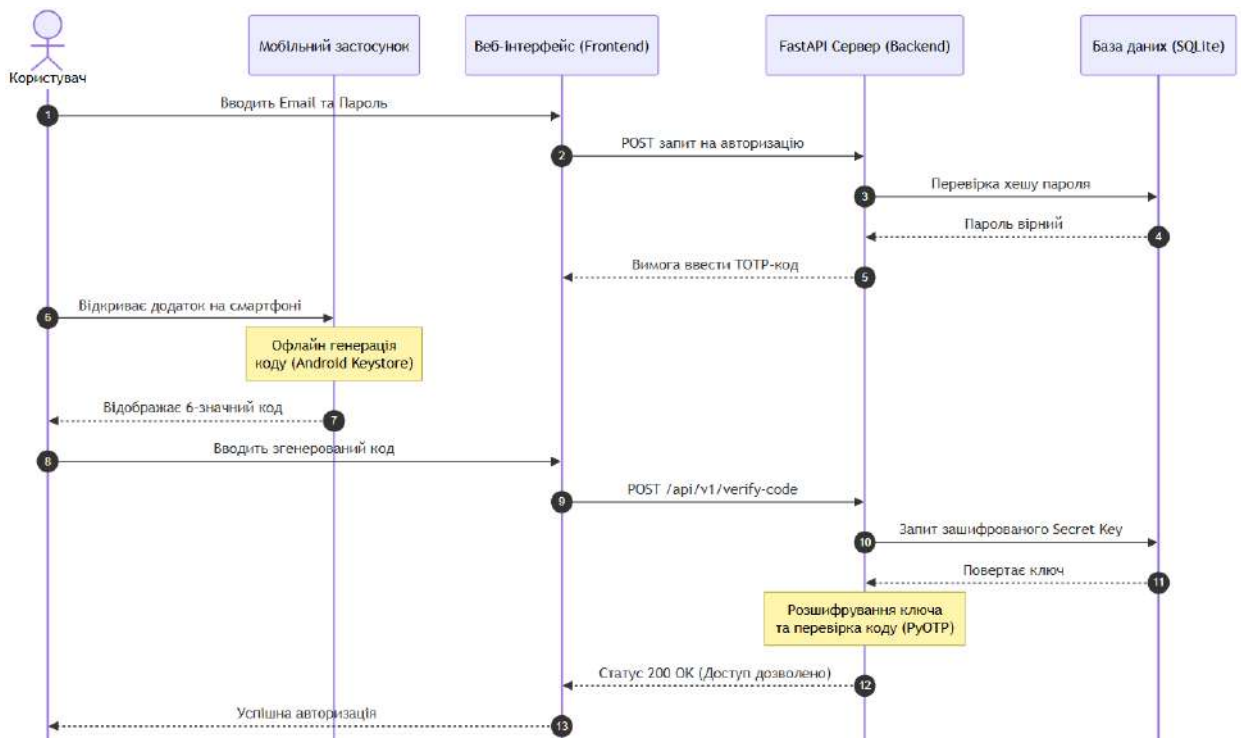 Мобільний застосунок
Веб-інтерфейс (Frontend)
FastAPI Сервер (Backend)
База даних (SQLite)
Користувач
Вводить Email та Пароль
1
POST запит на авторизацію
2
Перевірка хешу пароля
3
Пароль вірний
4
Вимога ввести TOTP-код
5
Відкриває додаток на смартфоні
6
Офлайн генерація
коду (Android Keystore)
Відображає 6-значний код
7
Вводить згенерований код
8
POST /api/v1/verify-code
9
Запит зашифрованого Secret Key
10
Повертає ключ
11
Розшифрування ключа
та перевірка коду (PyOTP)
Статус 200 OK (Доступ дозволено)
12
Успішна авторизація
13